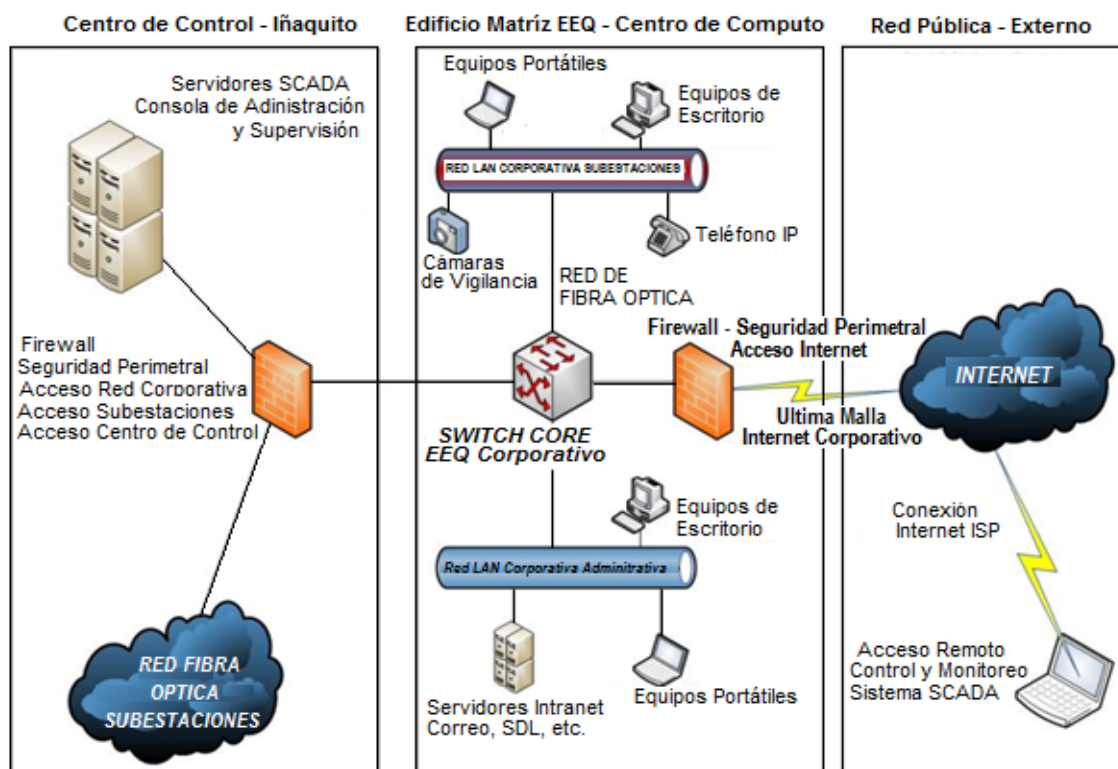 Centro de Control - Iñaquito
Edificio Matríz EEQ - Centro de Computo
Red Pública - Externo
Servidores SCADA
Consola de Adinistración
y Supervisión
Firewall
Seguridad Perimetral
Acceso Red Corporativa
Acceso Subestaciones
Acceso Centro de Control
RED FIBRA
OPTICA
SUBESTACIONES
Equipos Portátiles
Equipos de
Escritorio
RED LAN CORPORATIVA SUBESTACIONES
Cámaras
de Vigilancia
Teléfono IP
RED DE
FIBRA OPTICA
Firewall - Seguridad Perimetral
Acceso Internet
Ultima Malla
Internet Corporativo
SWITCH CORE
EEQ Corporativo
Equipos de
Escritorio
Red LAN Corporativa Adminitrativa
Servidores Intranet
Correo, SDL, etc.
Equipos Portátiles
INTERNET
Conexión
Internet ISP
Acceso Remoto
Control y Monitoreo
Sistema SCADA